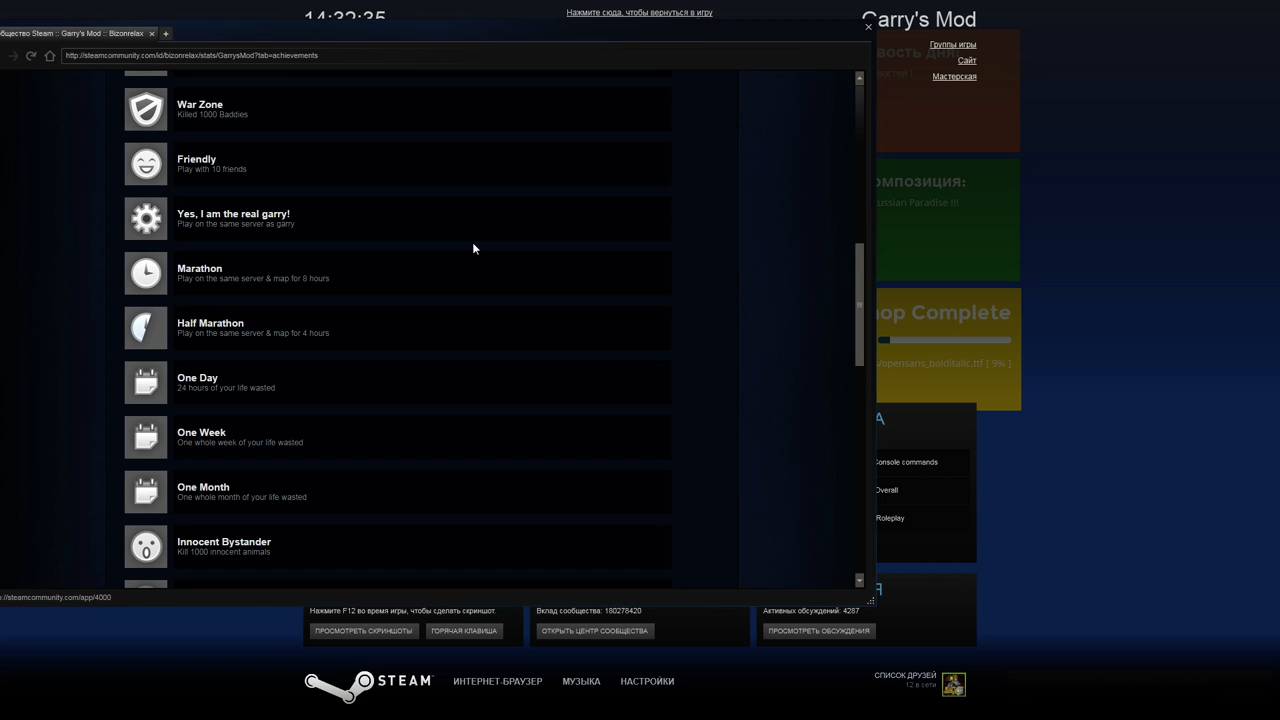 14:32:35
Нажмите сюда, чтобы вернуться в игру
Garry's Mod
Группы игры
Сайт
Мастерская
общество Steam :: Garry's Mod :: Bizonrelax
http://steamcommunity.com/id/bizonrelax/stats/GarrysMod?tab=achievements
War Zone
Killed 1000 Baddies
Friendly
Play with 10 friends
Yes, I am the real garry!
Play on the same server as garry
Marathon
Play on the same server & map for 8 hours
Half Marathon
Play on the same server & map for 4 hours
One Day
24 hours of your life wasted
One Week
One whole week of your life wasted
One Month
One whole month of your life wasted
Innocent Bystander
Kill 1000 innocent animals
://steamcommunity.com/app/4000
вость дня:
востей !
омпозиция:
ussian Paradise !!!
hop Complete
s/opensans_bolditalic.ttf [ 9% ]
А
Console commands
Overall
Roleplay
Я
Нажмите F12 во время игры, чтобы сделать скриншот.
ПРОСМОТРЕТЬ СКРИНШОТЫ
ГОРЯЧАЯ КЛАВИША
Вклад сообщества: 180278420
ОТКРЫТЬ ЦЕНТР СООБЩЕСТВА
Активных обсуждений: 4287
ПРОСМОТРЕТЬ ОБСУЖДЕНИЯ
STEAM
ИНТЕРНЕТ-БРАУЗЕР
МУЗЫКА
НАСТРОЙКИ
СПИСОК ДРУЗЕЙ
12 в сети